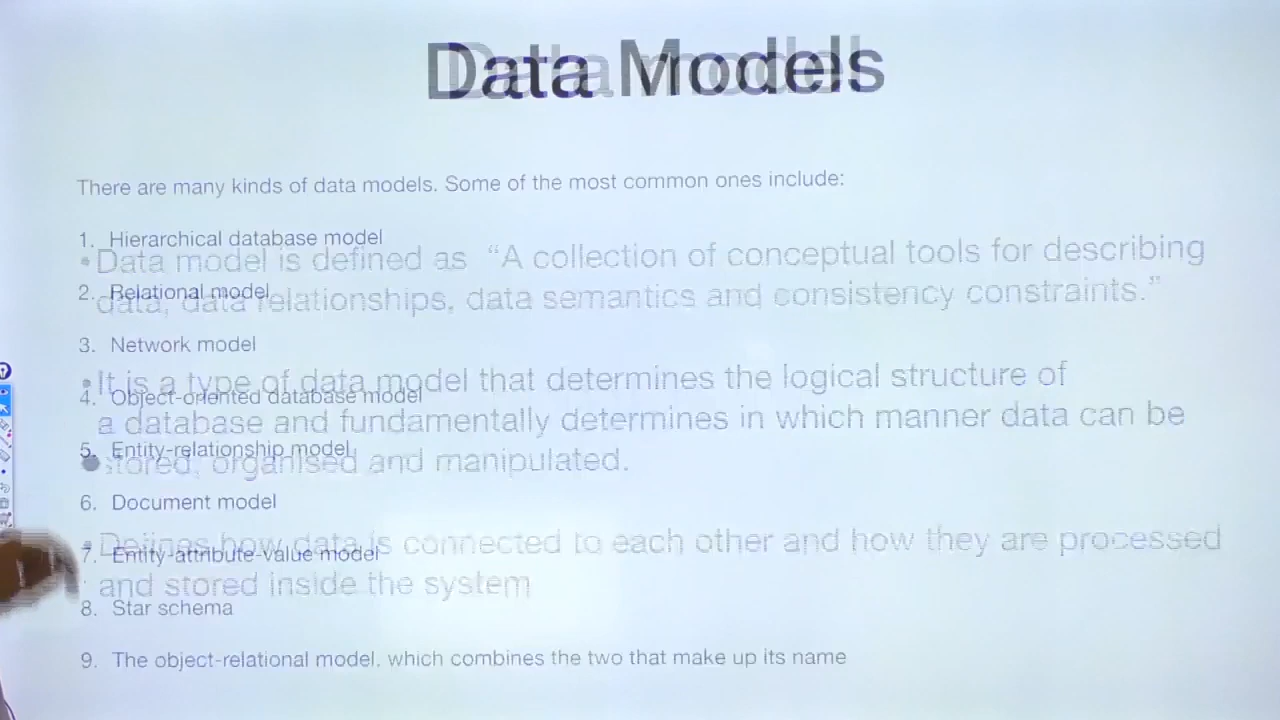 Data Models
There are many kinds of data models. Some of the most common ones include:
1. Hierarchical database model
• Data model is defined as “A collection of conceptual tools for describing
2. Relational model
data, data relationships, data semantics and consistency constraints.”
3. Network model
• It is a type of data model that determines the logical structure of
4. Object-oriented database model
a database and fundamentally determines in which manner data can be
5. Entity-relationship model
stored, organised and manipulated.
6. Document model
• Defines how data is connected to each other and how they are processed
7. Entity-attribute-value model
and stored inside the system
8. Star schema
9. The object-relational model, which combines the two that make up its name